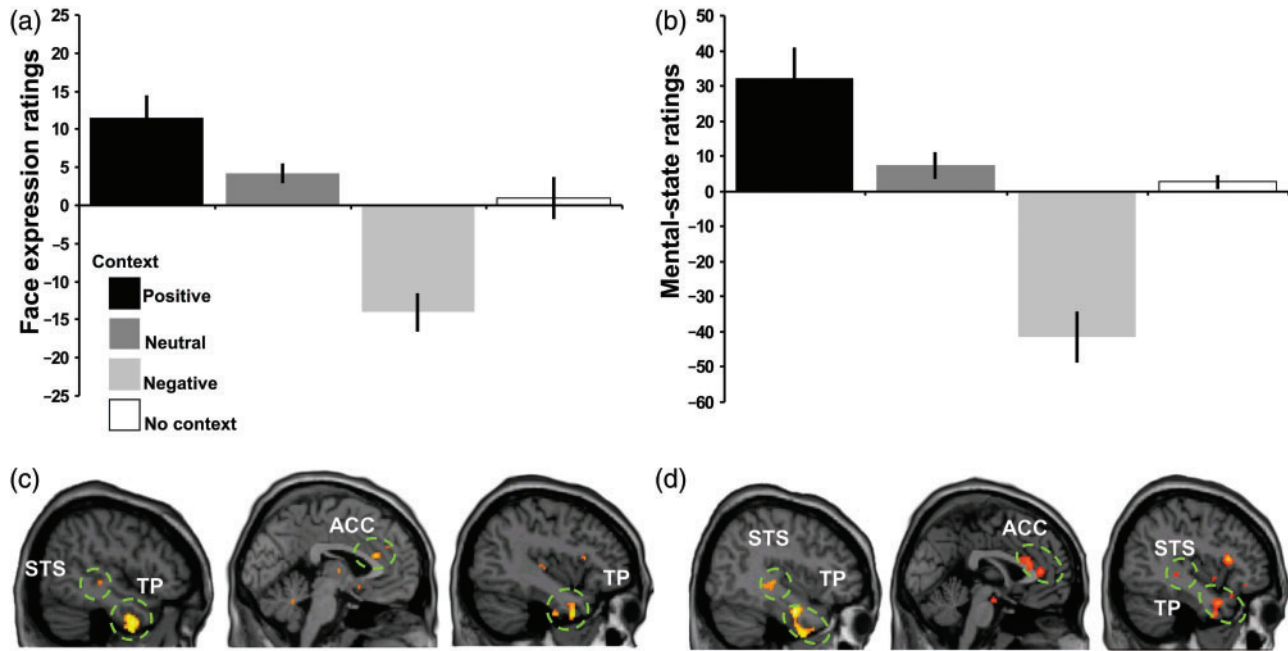 (a)
Face expression ratings
25
20
15
10
5
0
−5
−10
−15
−20
−25
Context
Positive
Neutral
Negative
No context
(b)
Mental-state ratings
50
40
30
20
10
0
−10
−20
−30
−40
−50
−60
(c)
STS
TP
ACC
TP
(d)
STS
TP
ACC
STS
TP